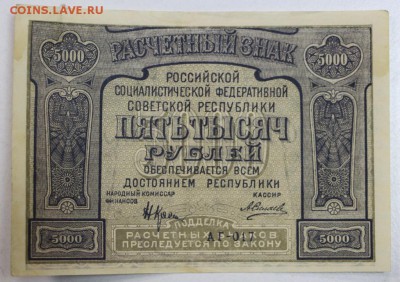 COINS.LAVE.RU
5000 РАСЧЕТНЫЙ ЗНАК 5000
РОССИЙСКОЙ
СОЦИАЛИСТИЧЕСКОЙ ФЕДЕРАТИВНОЙ
СОВЕТСКОЙ РЕСПУБЛИКИ
ПЯТЬ ТЫСЯЧ
РУБЛЕЙ
ОБЕСПЕЧИВАЕТСЯ ВСЕМ
ДОСТОЯНИЕМ РЕСПУБЛИКИ
НАРОДНЫЙ КОМИССАР
ФИНАНСОВ
КАССИР
5000 ПОДДЕЛКА 5000
РАСЧЕТНЫХ ЗНАКОВ
ПРЕСЛЕДУЕТСЯ ПО ЗАКОНУ